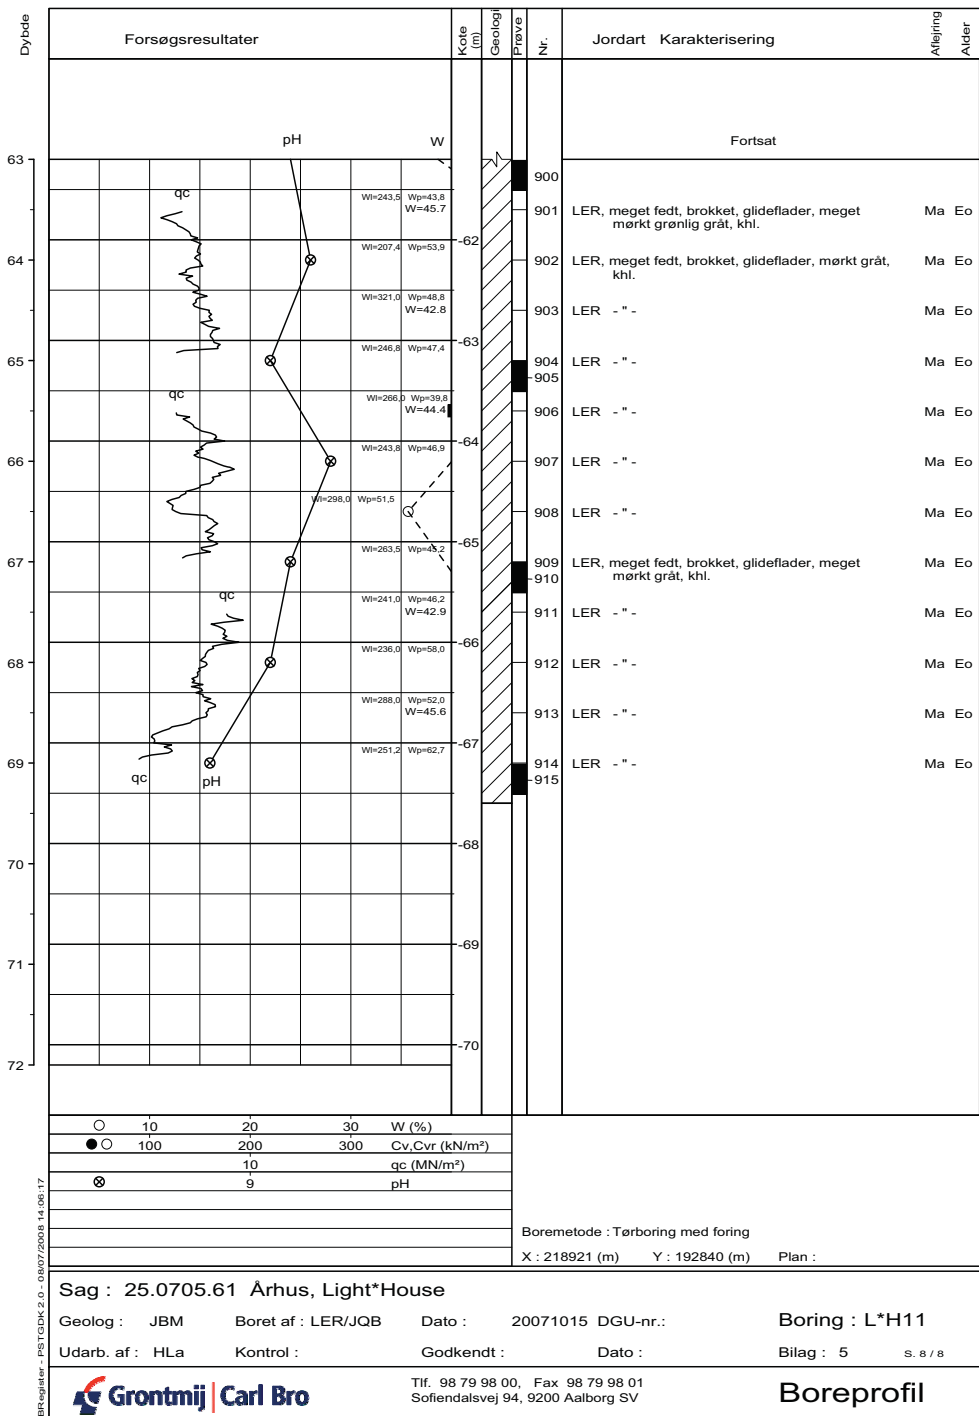 Dybde
Forsøgsresultater
Kote (m)
Geologi
Prøve
Nr.
Jordart Karakterisering
Aflejring
Alder
pH
W
Fortsat
63
900
qc
Wl=243,5 Wp=43,8
W=45.7
901 LER, meget fedt, brokket, glideflader, meget mørkt grønlig gråt, khl. Ma Eo
-62
Wl=207,4 Wp=53,9
64
902 LER, meget fedt, brokket, glideflader, mørkt gråt, khl. Ma Eo
Wl=321,0 Wp=48,8
W=42.8
903 LER - " - Ma Eo
-63
Wl=246,8 Wp=47,4
65
904 LER - " - Ma Eo
905
qc
Wl=266,0 Wp=39,8
W=44.4
906 LER - " - Ma Eo
-64
Wl=243,8 Wp=46,9
66
907 LER - " - Ma Eo
Wl=298,0 Wp=51,5
908 LER - " - Ma Eo
-65
Wl=263,5 Wp=45,2
67
909 LER, meget fedt, brokket, glideflader, meget mørkt gråt, khl. Ma Eo
910
qc
Wl=241,0 Wp=46,2
W=42.9
911 LER - " - Ma Eo
-66
Wl=236,0 Wp=58,0
68
912 LER - " - Ma Eo
Wl=288,0 Wp=52,0
W=45.6
913 LER - " - Ma Eo
-67
Wl=251,2 Wp=62,7
69
914 LER - " - Ma Eo
qc
pH
915
-68
70
-69
71
-70
72
10 20 30 W (%)
100 200 300 Cv,Cvr (kN/m²)
10 qc (MN/m²)
9 pH
Boremetode : Tørboring med foring
X : 218921 (m) Y : 192840 (m) Plan :
BRegister - PSTGDK 2.0 - 08/07/2008 14:06:17
Sag : 25.0705.61 Århus, Light*House
Geolog : JBM Boret af : LER/JQB Dato : 20071015 DGU-nr.: Boring : L*H11
Udarb. af : HLa Kontrol : Godkendt : Dato : Bilag : 5 S. 8 / 8
Grontmij | Carl Bro
Tlf. 98 79 98 00, Fax 98 79 98 01
Sofiendalsvej 94, 9200 Aalborg SV
Boreprofil